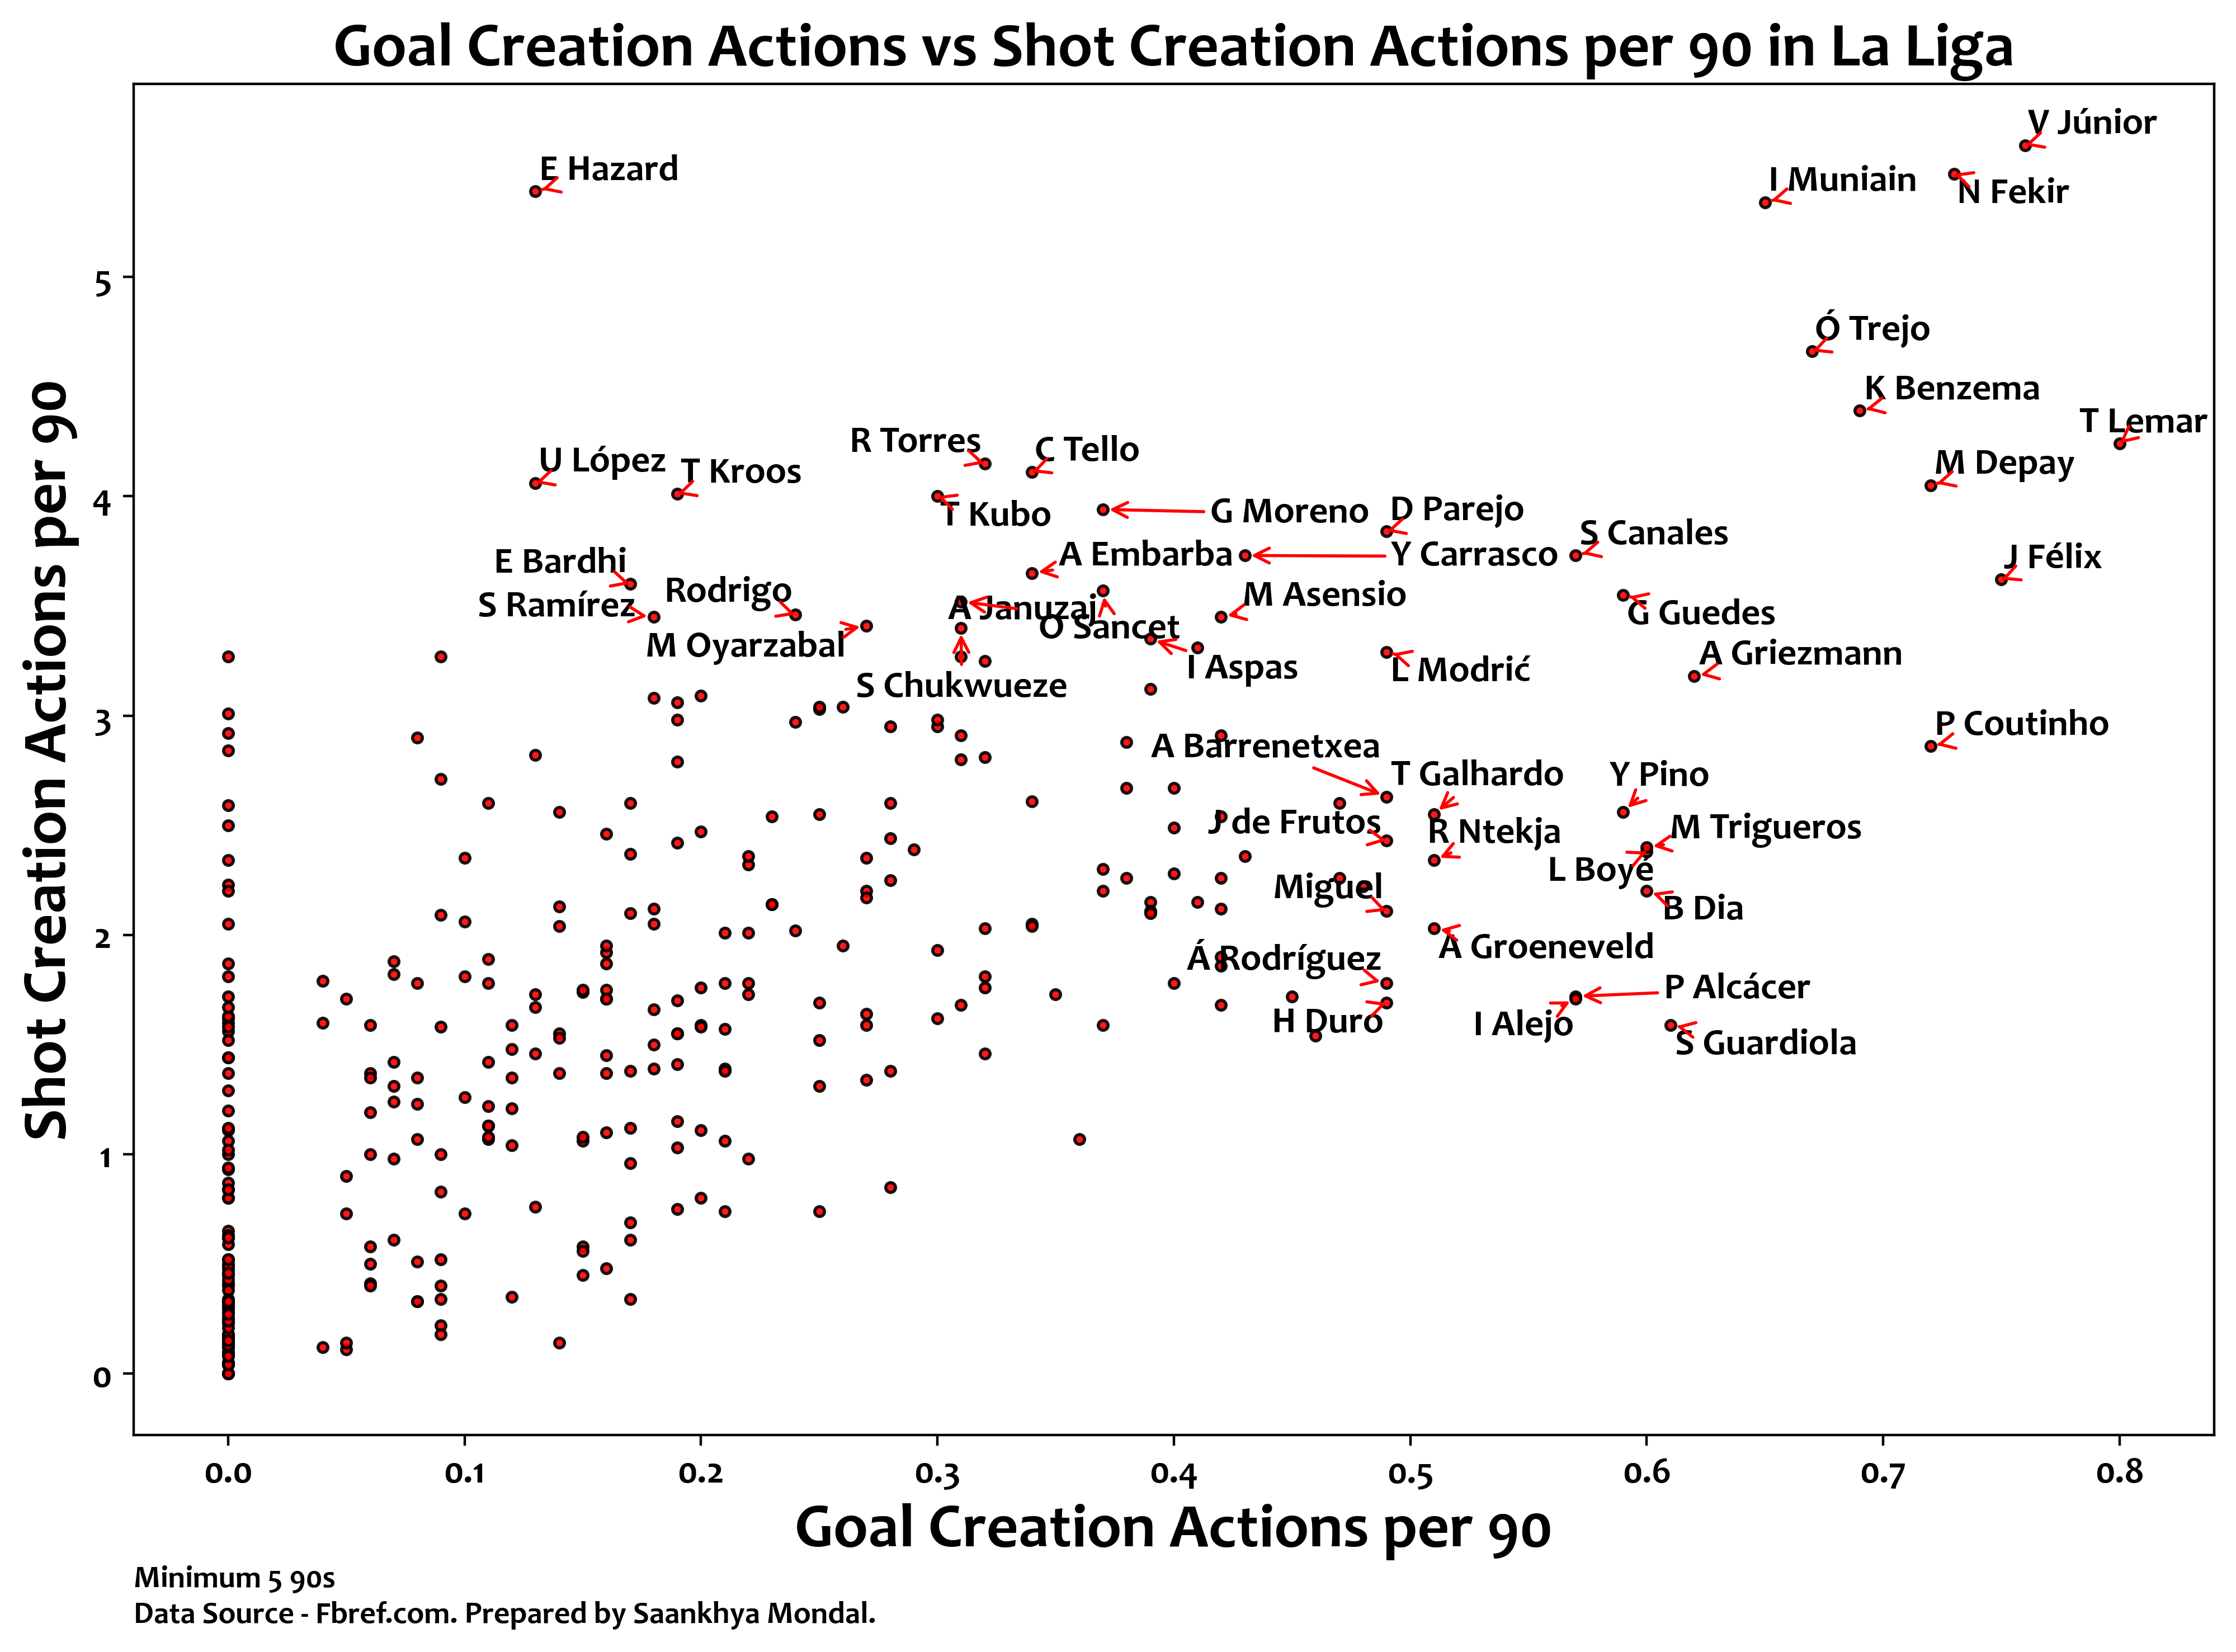 Goal Creation Actions vs Shot Creation Actions per 90 in La Liga
V Júnior
E Hazard
I Muniain
N Fekir
5
Ó Trejo
K Benzema
T Lemar
R Torres
C Tello
U López
T Kroos
M Depay
4
T Kubo
G Moreno
D Parejo
S Canales
E Bardhi
A Embarba
Y Carrasco
J Félix
Rodrigo
S Ramírez
A Januzaj
M Asensio
G Guedes
O Sancet
M Oyarzabal
I Aspas
L Modrić
A Griezmann
S Chukwueze
3
P Coutinho
A Barrenetxea
T Galhardo
Y Pino
J de Frutos
R Ntekja
M Trigueros
L Boyé
Miguel
B Dia
2
A Groeneveld
Á Rodríguez
P Alcácer
H Duro
I Alejo
S Guardiola
1
0
Shot Creation Actions per 90
0.0 0.1 0.2 0.3 0.4 0.5 0.6 0.7 0.8
Goal Creation Actions per 90
Minimum 5 90s
Data Source - Fbref.com. Prepared by Saankhya Mondal.